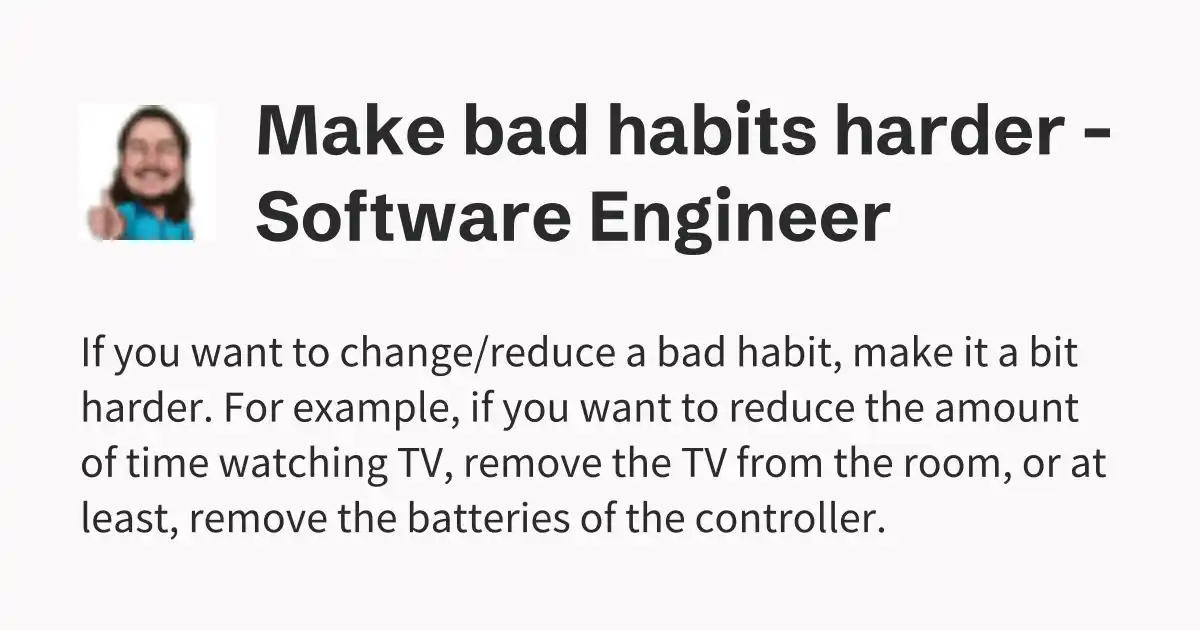 Make bad habits harder -
Software Engineer
If you want to change/reduce a bad habit, make it a bit
harder. For example, if you want to reduce the amount
of time watching TV, remove the TV from the room, or at
least, remove the batteries of the controller.